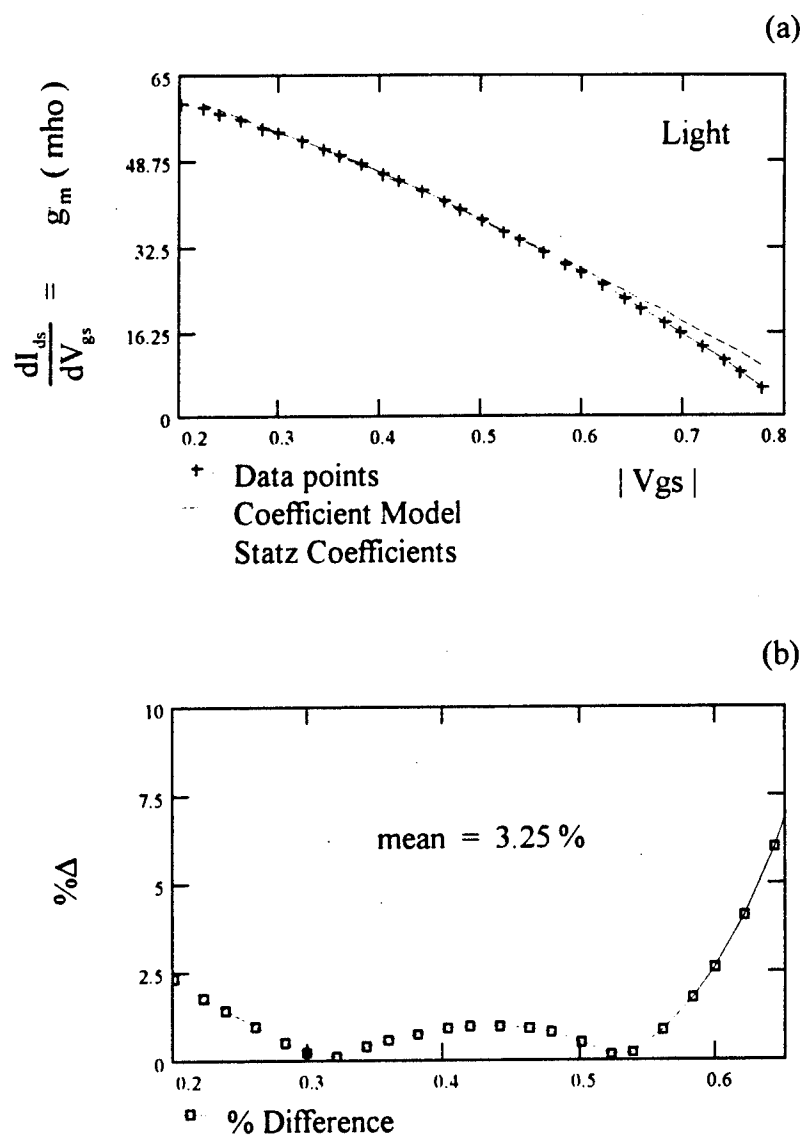 (a)
65
48.75
32.5
16.25
0
dI_ds / dV_gs ≡ g_m ( mho )
Light
0.2 0.3 0.4 0.5 0.6 0.7 0.8
Data points
| Vgs |
Coefficient Model
Statz Coefficients
(b)
10
7.5
5
2.5
0
%Δ
mean = 3.25 %
0.2 0.3 0.4 0.5 0.6
% Difference